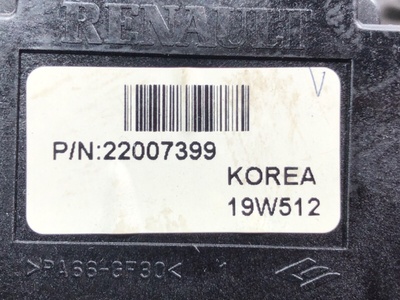 RENAULT
V
P/N:22007399
KOREA
19W512
>PA66-GF30<